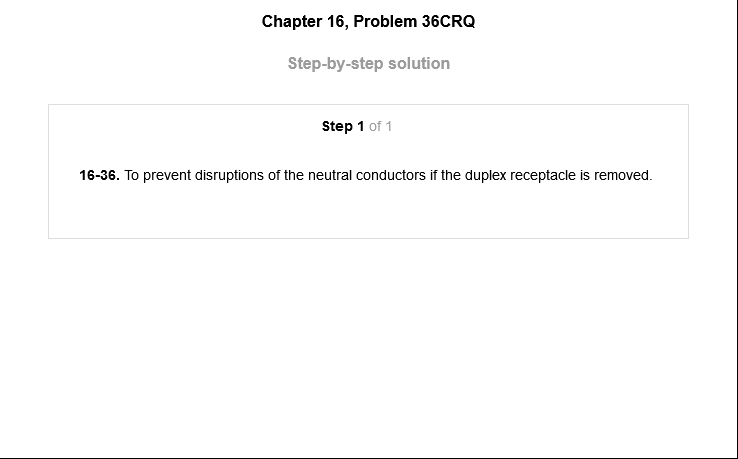 Chapter 16, Problem 36CRQ
Step-by-step solution
Step 1 of 1
16-36. To prevent disruptions of the neutral conductors if the duplex receptacle is removed.